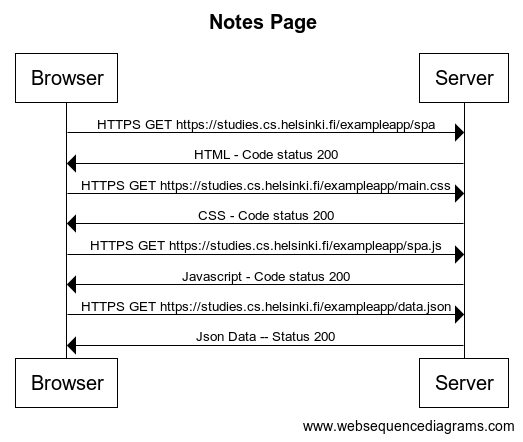 Notes Page
Browser
Server
HTTPS GET https://studies.cs.helsinki.fi/exampleapp/spa
HTML - Code status 200
HTTPS GET https://studies.cs.helsinki.fi/exampleapp/main.css
CSS - Code status 200
HTTPS GET https://studies.cs.helsinki.fi/exampleapp/spa.js
Javascript - Code status 200
HTTPS GET https://studies.cs.helsinki.fi/exampleapp/data.json
Json Data -- Status 200
Browser
Server
www.websequencediagrams.com